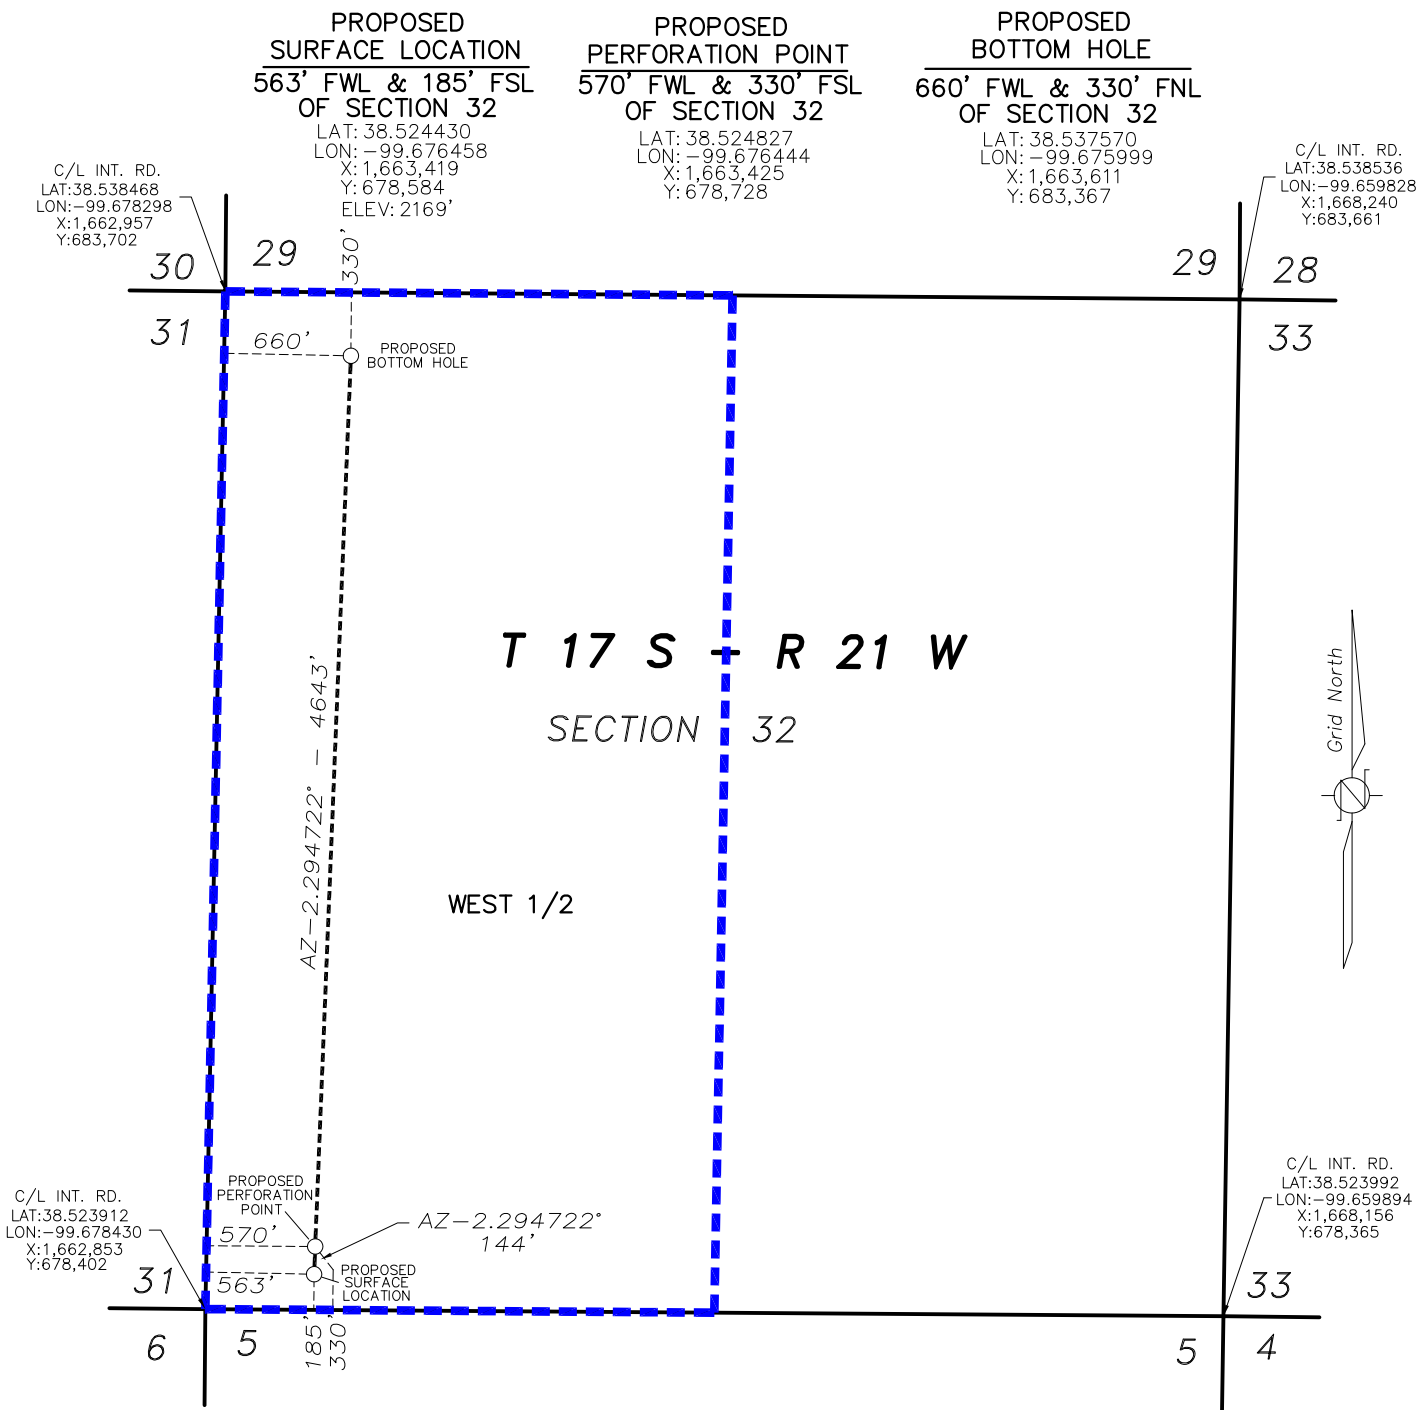 PROPOSED
SURFACE LOCATION
563' FWL & 185' FSL
OF SECTION 32
LAT: 38.524430
LON: −99.676458
X: 1,663,419
Y: 678,584
ELEV: 2169'
PROPOSED
PERFORATION POINT
570' FWL & 330' FSL
OF SECTION 32
LAT: 38.524827
LON: −99.676444
X: 1,663,425
Y: 678,728
PROPOSED
BOTTOM HOLE
660' FWL & 330' FNL
OF SECTION 32
LAT: 38.537570
LON: −99.675999
X: 1,663,611
Y: 683,367
C/L INT. RD.
LAT:38.538468
LON:−99.678298
X:1,662,957
Y:683,702
C/L INT. RD.
LAT:38.538536
LON:−99.659828
X:1,668,240
Y:683,661
30
29
330'
29
28
31
33
660'
PROPOSED
BOTTOM HOLE
T 17 S - R 21 W
SECTION 32
AZ−2.294722° − 4643'
Grid North
WEST 1/2
PROPOSED
PERFORATION
POINT
C/L INT. RD.
LAT:38.523912
LON:−99.678430
X:1,662,853
Y:678,402
570'
AZ−2.294722°
144'
563'
PROPOSED
SURFACE
LOCATION
C/L INT. RD.
LAT:38.523992
LON:−99.659894
X:1,668,156
Y:678,365
31
33
185'
330'
6
5
5
4